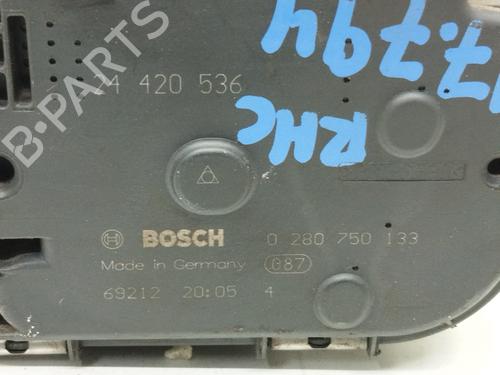 24 420 536
17.794
RHC
B-PARTS
BOSCH 0 280 750 133
Made in Germany 087
69212 20:05 4